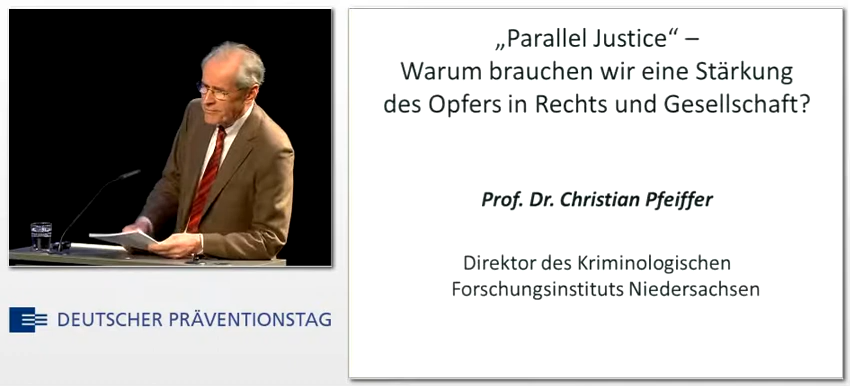 DEUTSCHER PRÄVENTIONSTAG
„Parallel Justice“ –
Warum brauchen wir eine Stärkung
des Opfers in Rechts und Gesellschaft?
Prof. Dr. Christian Pfeiffer
Direktor des Kriminologischen
Forschungsinstituts Niedersachsen